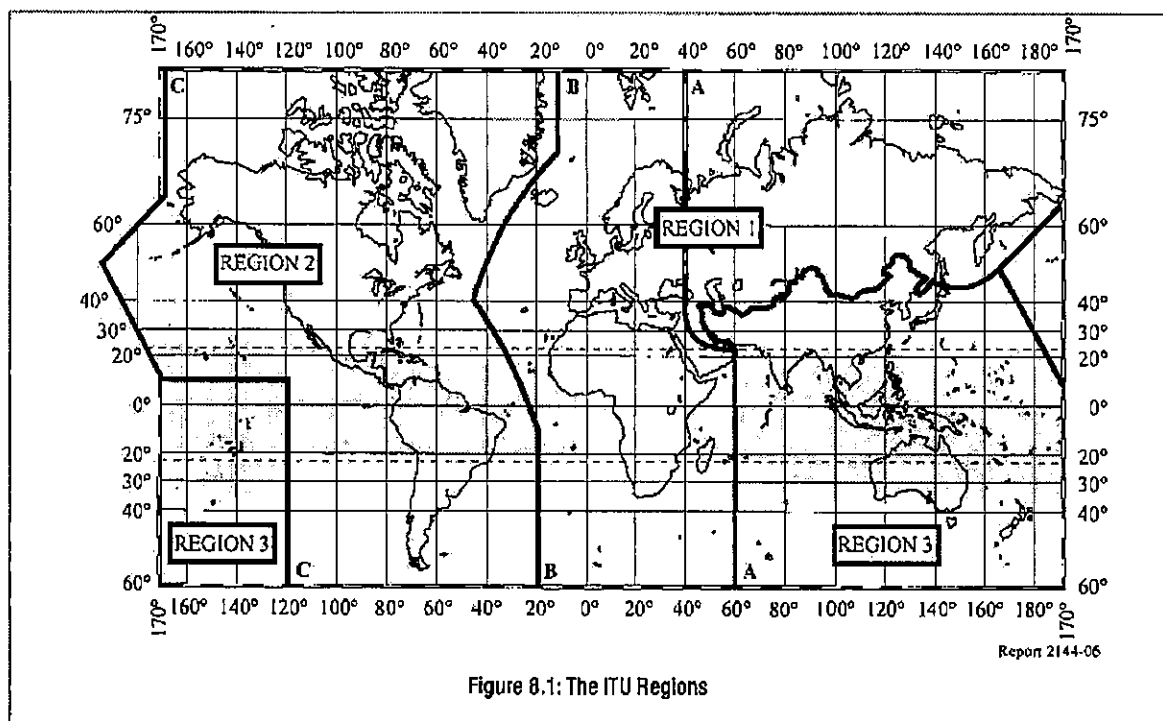 170° 160° 140° 120° 100° 80° 60° 40° 20° 0° 20° 40° 60° 80° 100° 120° 140° 160° 180° 170°
C B A
75° 75°
60° REGION 1 60°
REGION 2
40° 40°
30° 30°
20° 20°
0° 0°
20° 20°
30° 30°
40° 40°
REGION 3 REGION 3
C B A
60° 60°
170° 160° 140° 120° 100° 80° 60° 40° 20° 0° 20° 40° 60° 80° 100° 120° 140° 160° 180° 170°
Report 2144-06
Figure 8.1: The ITU Regions